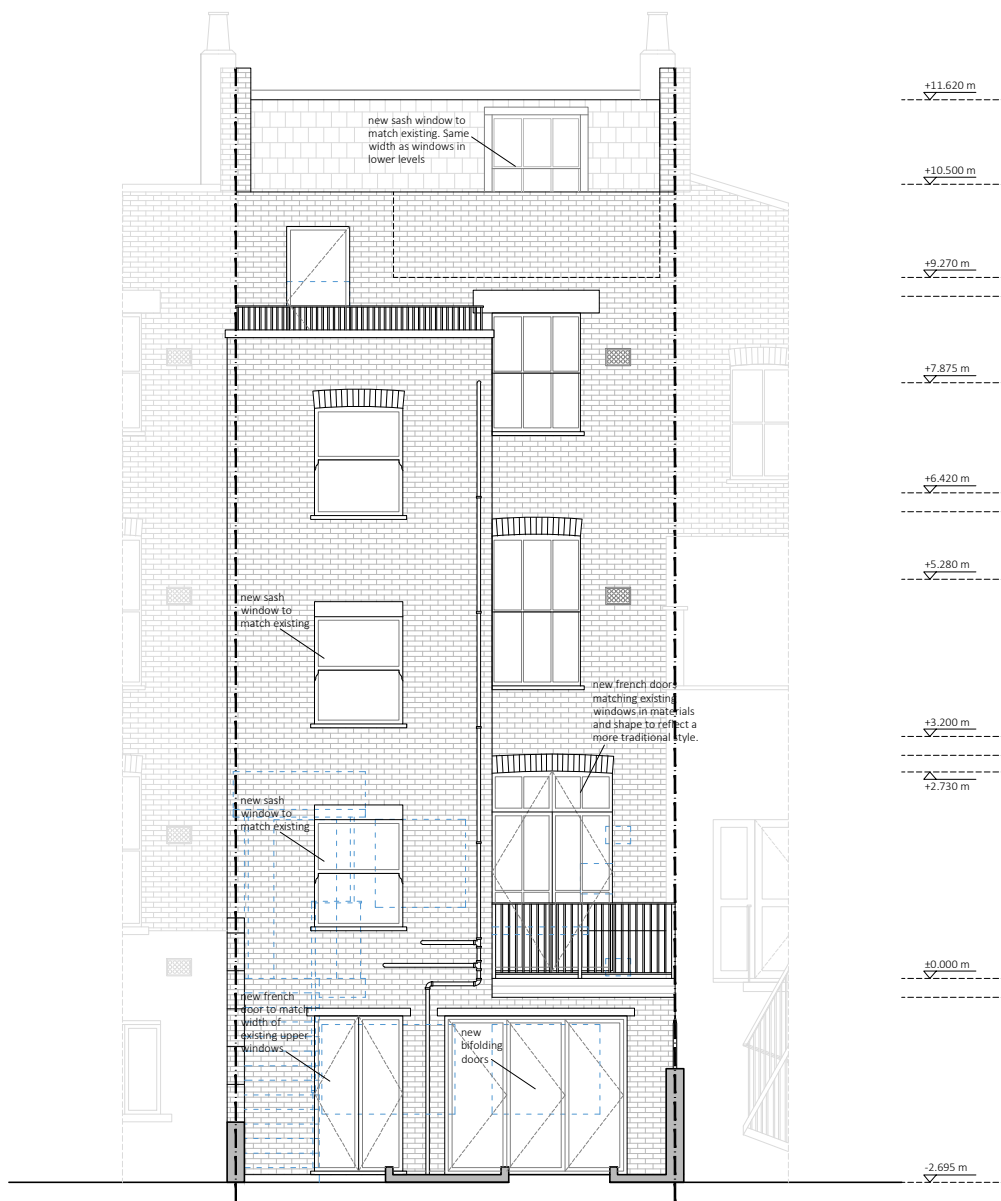 +11.620 m
new sash window to
match existing. Same
width as windows in
lower levels
+10.500 m
+9.270 m
+7.875 m
+6.420 m
+5.280 m
new sash
window to
match existing
new french doors
matching existing
windows in materials
and shape to reflect a
more traditional style.
+3.200 m
+2.730 m
new sash
window to
match existing
±0.000 m
new french
door to match
width of
existing upper
windows
new
bifolding
doors
-2.695 m